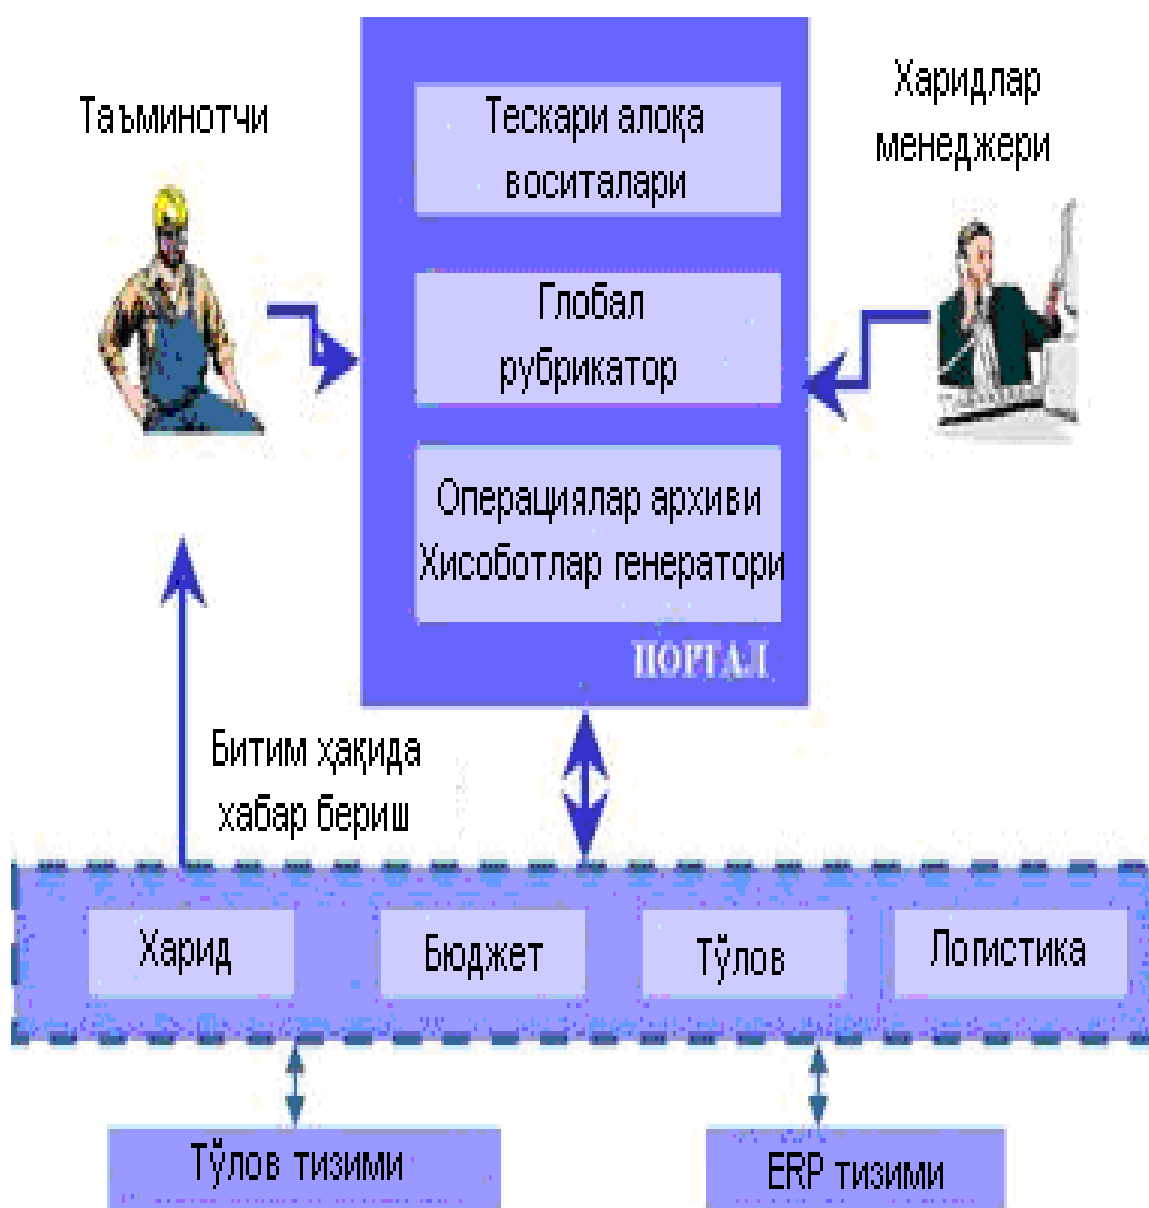 Таъминотчи
Тескари алоқа
воситалари
Харидлар
менеджери
Глобал
рубрикатор
Операциялар архиви
Хисоботлар генератори
ПОРТАЛ
Битим ҳақида
хабар бериш
Харид
Бюджет
Тўлов
Логистика
Тўлов тизими
ERP тизими